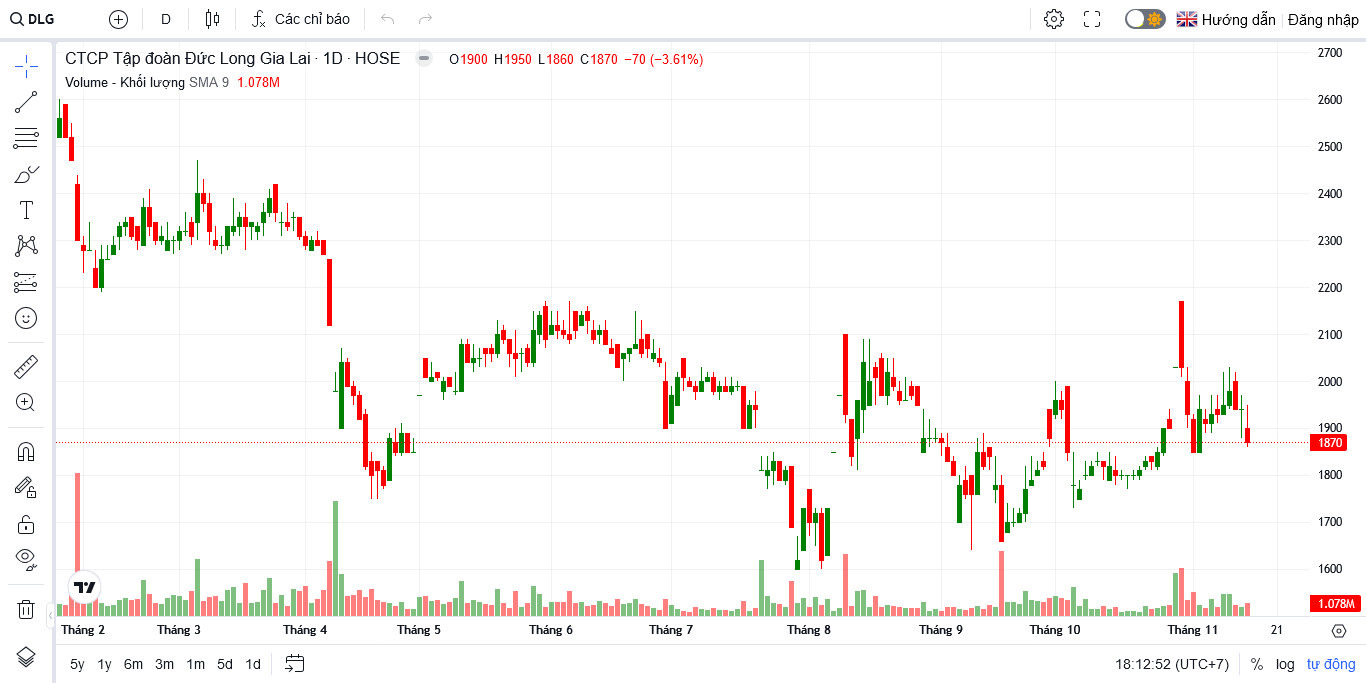 DLG D Các chỉ báo Hướng dẫn Đăng nhập
CTCP Tập đoàn Đức Long Gia Lai · 1D · HOSE O1900 H1950 L1860 C1870 −70 (−3.61%)
Volume - Khối lượng SMA 9 1.078M
2700
2600
2500
2400
2300
2200
2100
2000
1900
1870
1800
1700
1600
1.078M
Tháng 2 Tháng 3 Tháng 4 Tháng 5 Tháng 6 Tháng 7 Tháng 8 Tháng 9 Tháng 10 Tháng 11 21
5y 1y 6m 3m 1m 5d 1d 18:12:52 (UTC+7) % log tự động